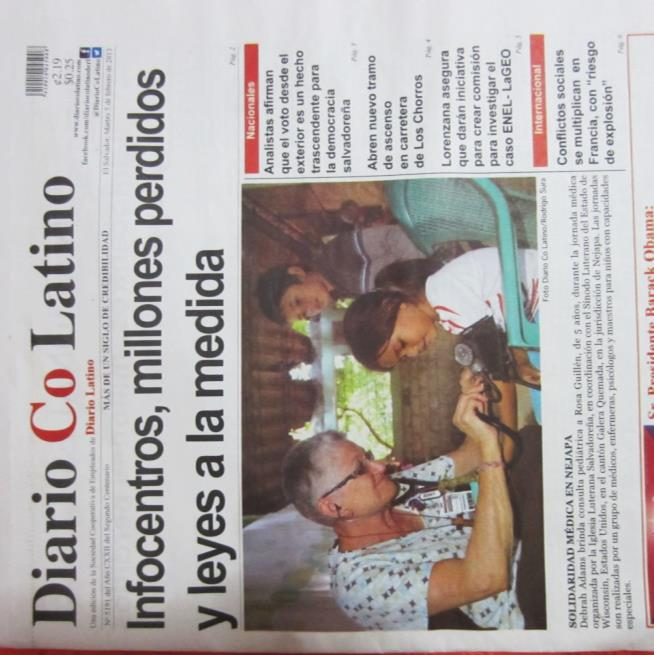 Diario Co Latino
¢2.19
$0.25
www.diariocolatino.com
facebook.com/diariocolatinoderl
@DiarioCoLatino
Una edición de la Sociedad Cooperativa de Empleados de Diario Latino
MÁS DE UN SIGLO DE CREDIBILIDAD
Nº 5191 del Año CXXII del Segundo Centenario
El Salvador, Martes 5 de febrero de 2013
Infocentros, millones perdidos
y leyes a la medida
Pág. 2
Nacionales
Analistas afirman
que el voto desde el
exterior es un hecho
trascendente para
la democracia
salvadoreña
Pág. 3
Abren nuevo tramo
de ascenso
en carretera
de Los Chorros
Pág. 4
Lorenzana asegura
que darán iniciativa
para crear comisión
para investigar el
caso ENEL- LaGEO
Pág. 5
Internacional
Conflictos sociales
se multiplican en
Francia, con "riesgo
de explosión"
Pág. 6
Foto Diario Co Latino/Rodrigo Sura
SOLIDARIDAD MÉDICA EN NEJAPA
Debrah Adams brinda consulta pediátrica a Rosa Guillén, de 5 años, durante la jornada médica
organizada por la Iglesia Luterana Salvadoreña, en coordinación con el Sínodo Luterano del Estado de
Wisconsin, Estados Unidos, en el cantón Galera Quemada, en la jurisdicción de Nejapa. Las jornadas
son realizadas por un grupo de médicos, enfermeras, psicólogos y maestros para niños con capacidades
especiales.
Sr. Presidente Barack Obama: